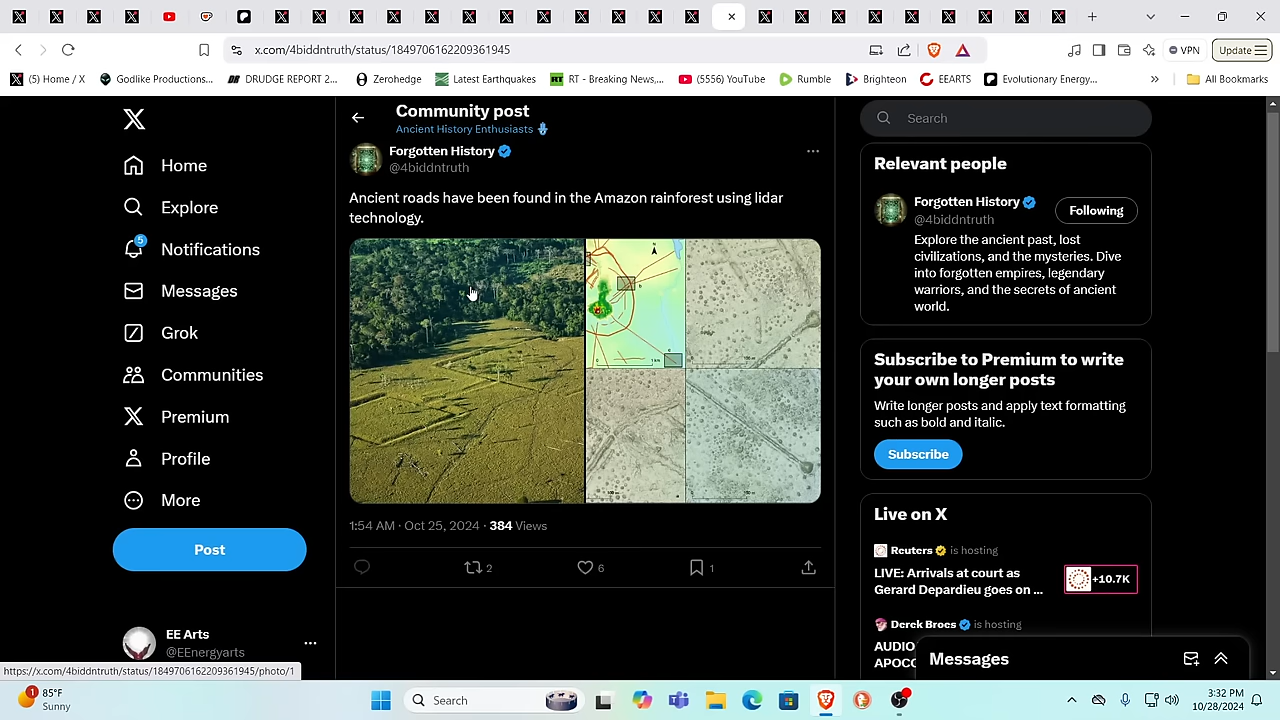 x.com/4biddntruth/status/1849706162209361945
VPN
Update
(5) Home / X
Godlike Productions...
DRUDGE REPORT 2...
Zerohedge
Latest Earthquakes
RT - Breaking News,...
(5556) YouTube
Rumble
Brighteon
EEARTS
Evolutionary Energy...
All Bookmarks
Home
Explore
5
Notifications
Messages
Grok
Communities
Premium
Profile
More
Post
EE Arts
@EEnergyarts
Community post
Ancient History Enthusiasts
Forgotten History
@4biddntruth
Ancient roads have been found in the Amazon rainforest using lidar
technology.
1:54 AM · Oct 25, 2024 · 384 Views
2
6
1
Search
Relevant people
Forgotten History
@4biddntruth
Following
Explore the ancient past, lost
civilizations, and the mysteries. Dive
into forgotten empires, legendary
warriors, and the secrets of ancient
world.
Subscribe to Premium to write
your own longer posts
Write longer posts and apply text formatting
such as bold and italic.
Subscribe
Live on X
Reuters is hosting
LIVE: Arrivals at court as
Gerard Depardieu goes on ...
+10.7K
Derek Broes is hosting
AUDIO
APOCO
Messages
https://x.com/4biddntruth/status/1849706162209361945/photo/1
1
85°F
Sunny
Search
3:32 PM
10/28/2024